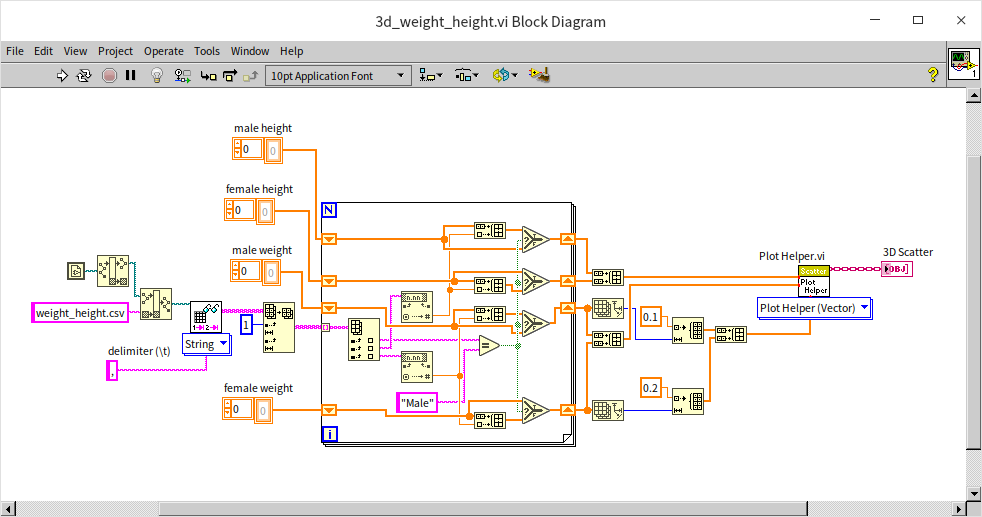 3d_weight_height.vi Block Diagram
File Edit View Project Operate Tools Window Help
10pt Application Font
?
1
male height
0
0
female height
0
0
N
male weight
0
0
Plot Helper.vi
3D Scatter
Scatter
Plot
Helper
OBJ
Plot Helper (Vector)
weight_height.csv
1
String
delimiter (\t)
,
0.1
female weight
0
0
"Male"
0.2
i